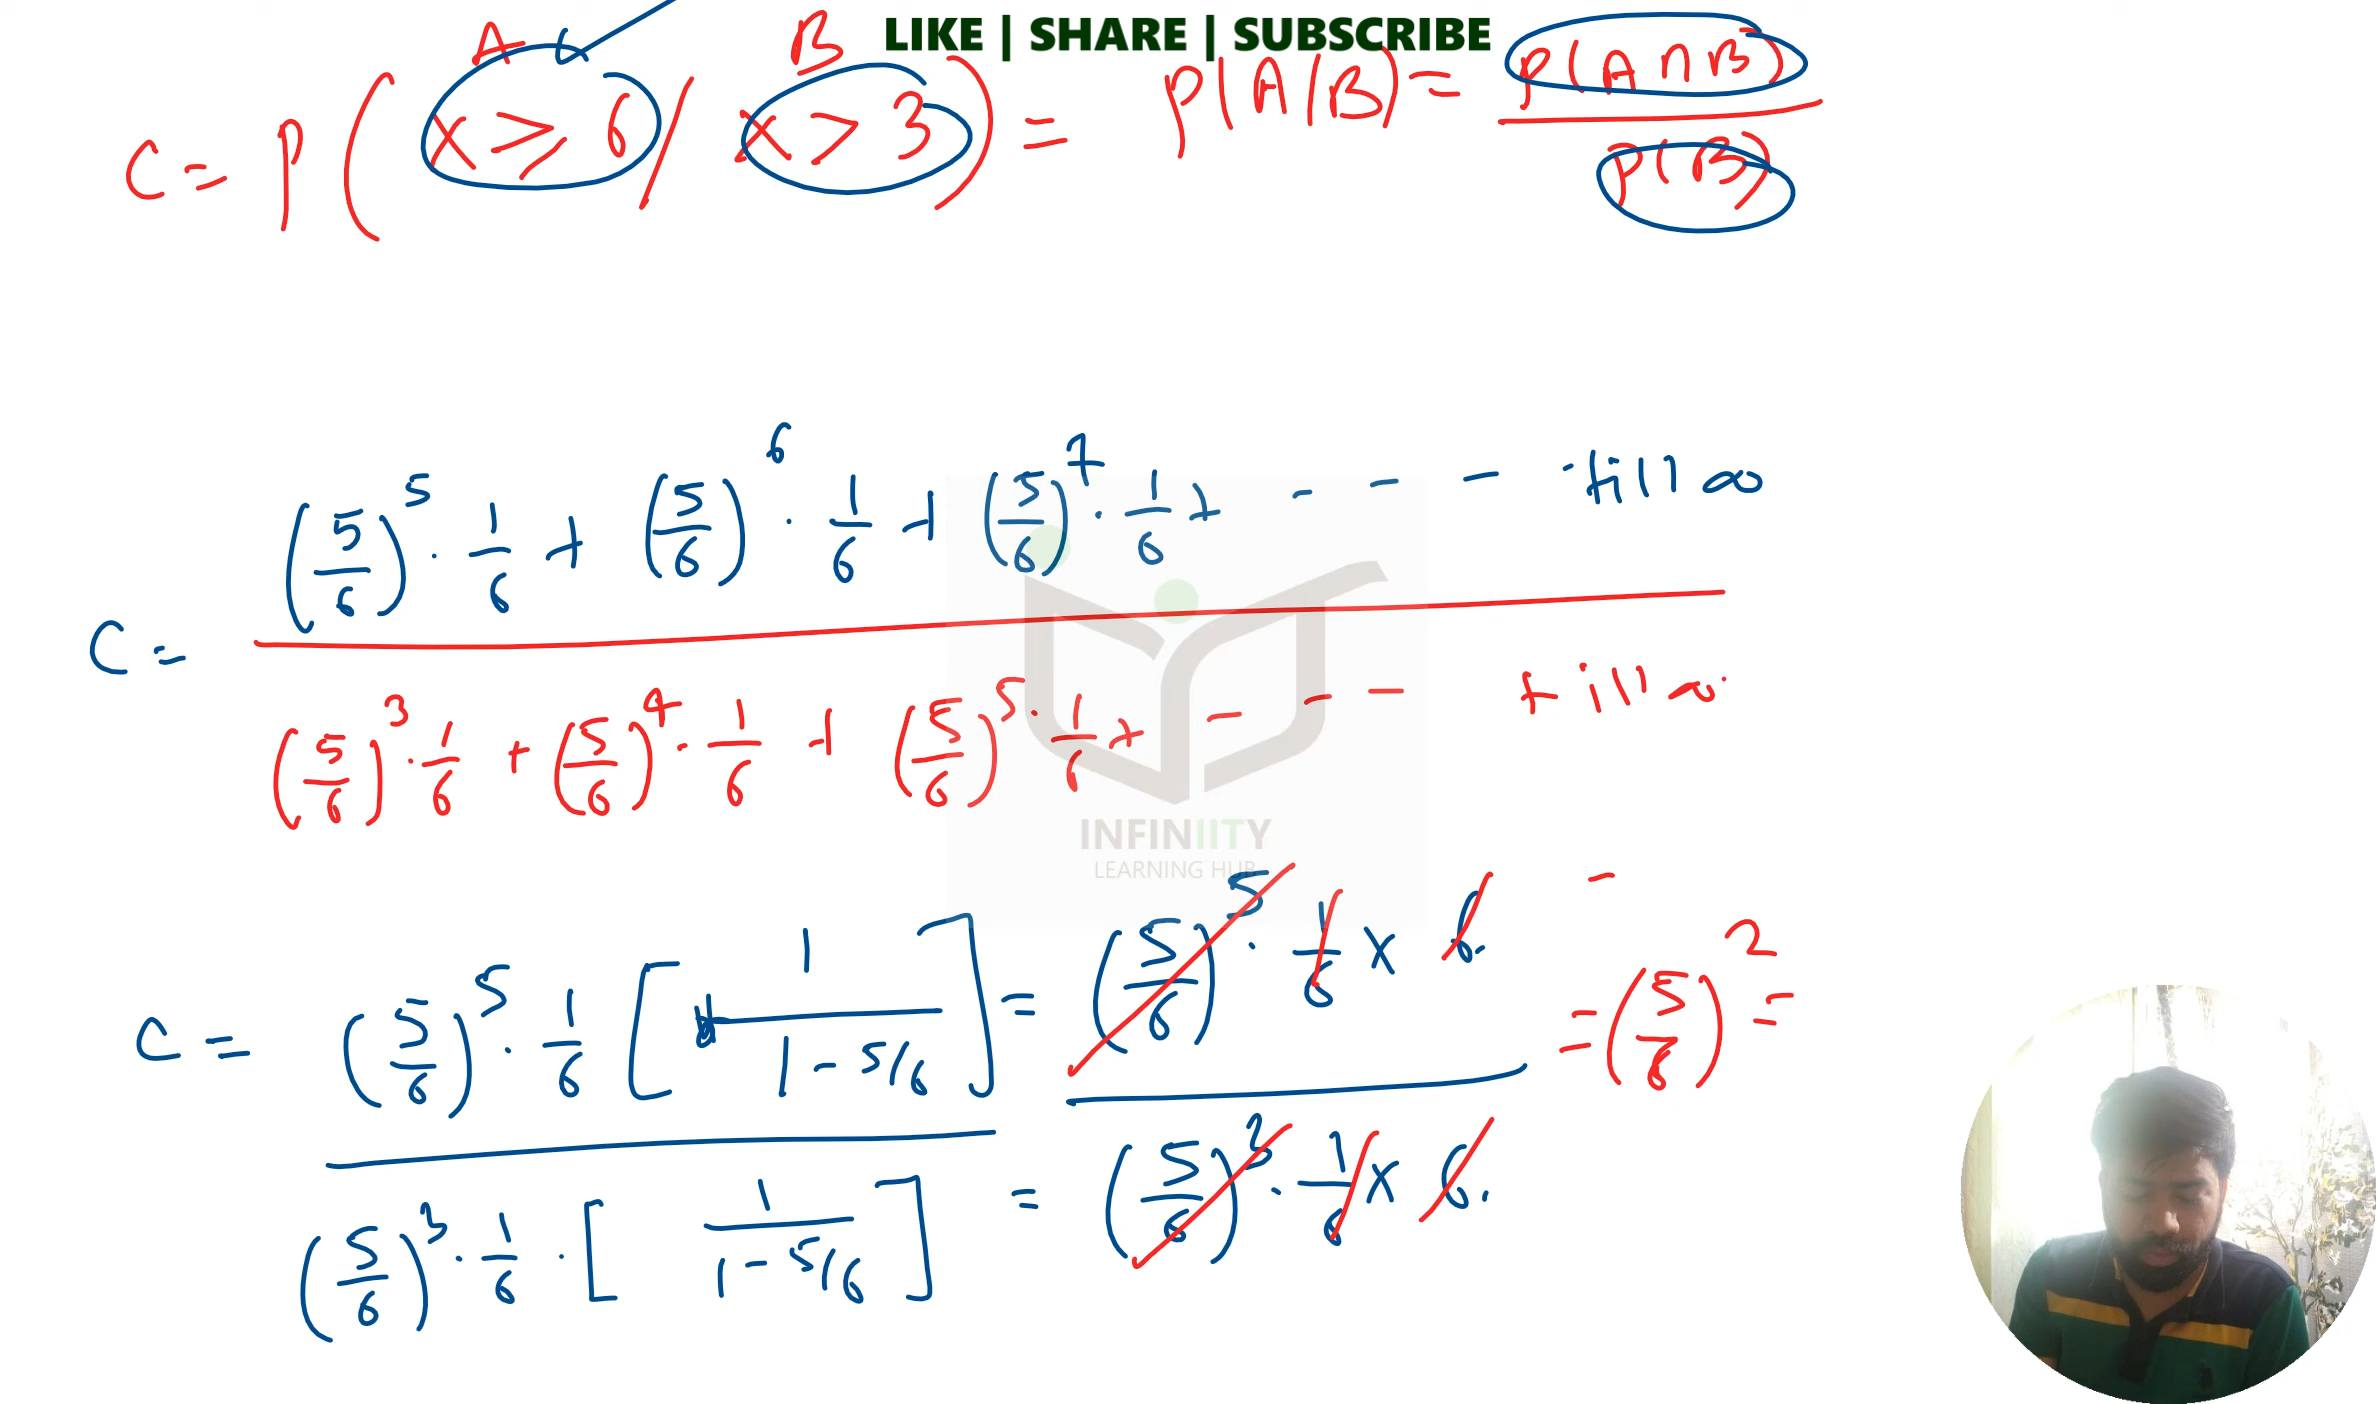 LIKE | SHARE | SUBSCRIBE
A B
C = P ( x ≥ 6 / x > 3 ) = P(A/B) = P(A∩B) / P(B)
(5/6)^5 · 1/6 + (5/6)^6 · 1/6 + (5/6)^7 · 1/6 + - - - till ∞
C =
(5/6)^3 · 1/6 + (5/6)^4 · 1/6 + (5/6)^5 · 1/6 + - - - till ∞
INFINIITY
LEARNING HUB
C = (5/6)^5 · 1/6 [ 1 / 1 - 5/6 ] = (5/6)^5 · 1/6 x 6 = (5/6)^2 =
(5/6)^3 · 1/6 · [ 1 / 1 - 5/6 ] = (5/6)^3 · 1/6 x 6